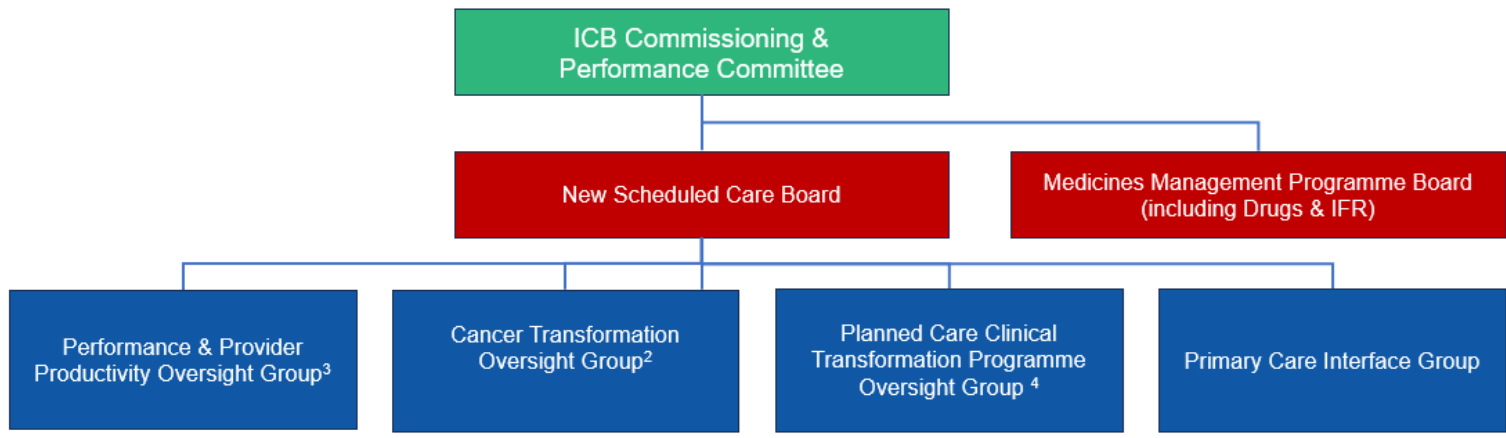 ICB Commissioning &
Performance Committee
New Scheduled Care Board
Medicines Management Programme Board
(including Drugs & IFR)
Performance & Provider
Productivity Oversight Group³
Cancer Transformation
Oversight Group²
Planned Care Clinical
Transformation Programme
Oversight Group ⁴
Primary Care Interface Group